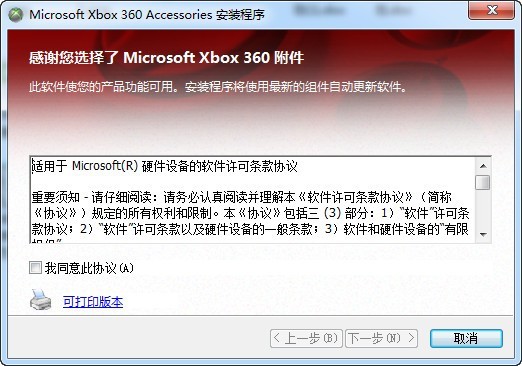 Microsoft Xbox 360 Accessories 安装程序
感谢您选择了 Microsoft Xbox 360 附件
此软件使您的产品功能可用。安装程序将使用最新的组件自动更新软件。
适用于 Microsoft(R) 硬件设备的软件许可条款协议
重要须知 - 请仔细阅读：请务必认真阅读并理解本《软件许可条款协议》（简称
《协议》）规定的所有权利和限制。本《协议》包括三 (3) 部分：1）“软件”许可条
款协议；2）“软件”许可条款以及硬件设备的一般条款；3）软件和硬件设备的“有限
我同意此协议(A)
可打印版本
< 上一步(B) 下一步(N) > 取消